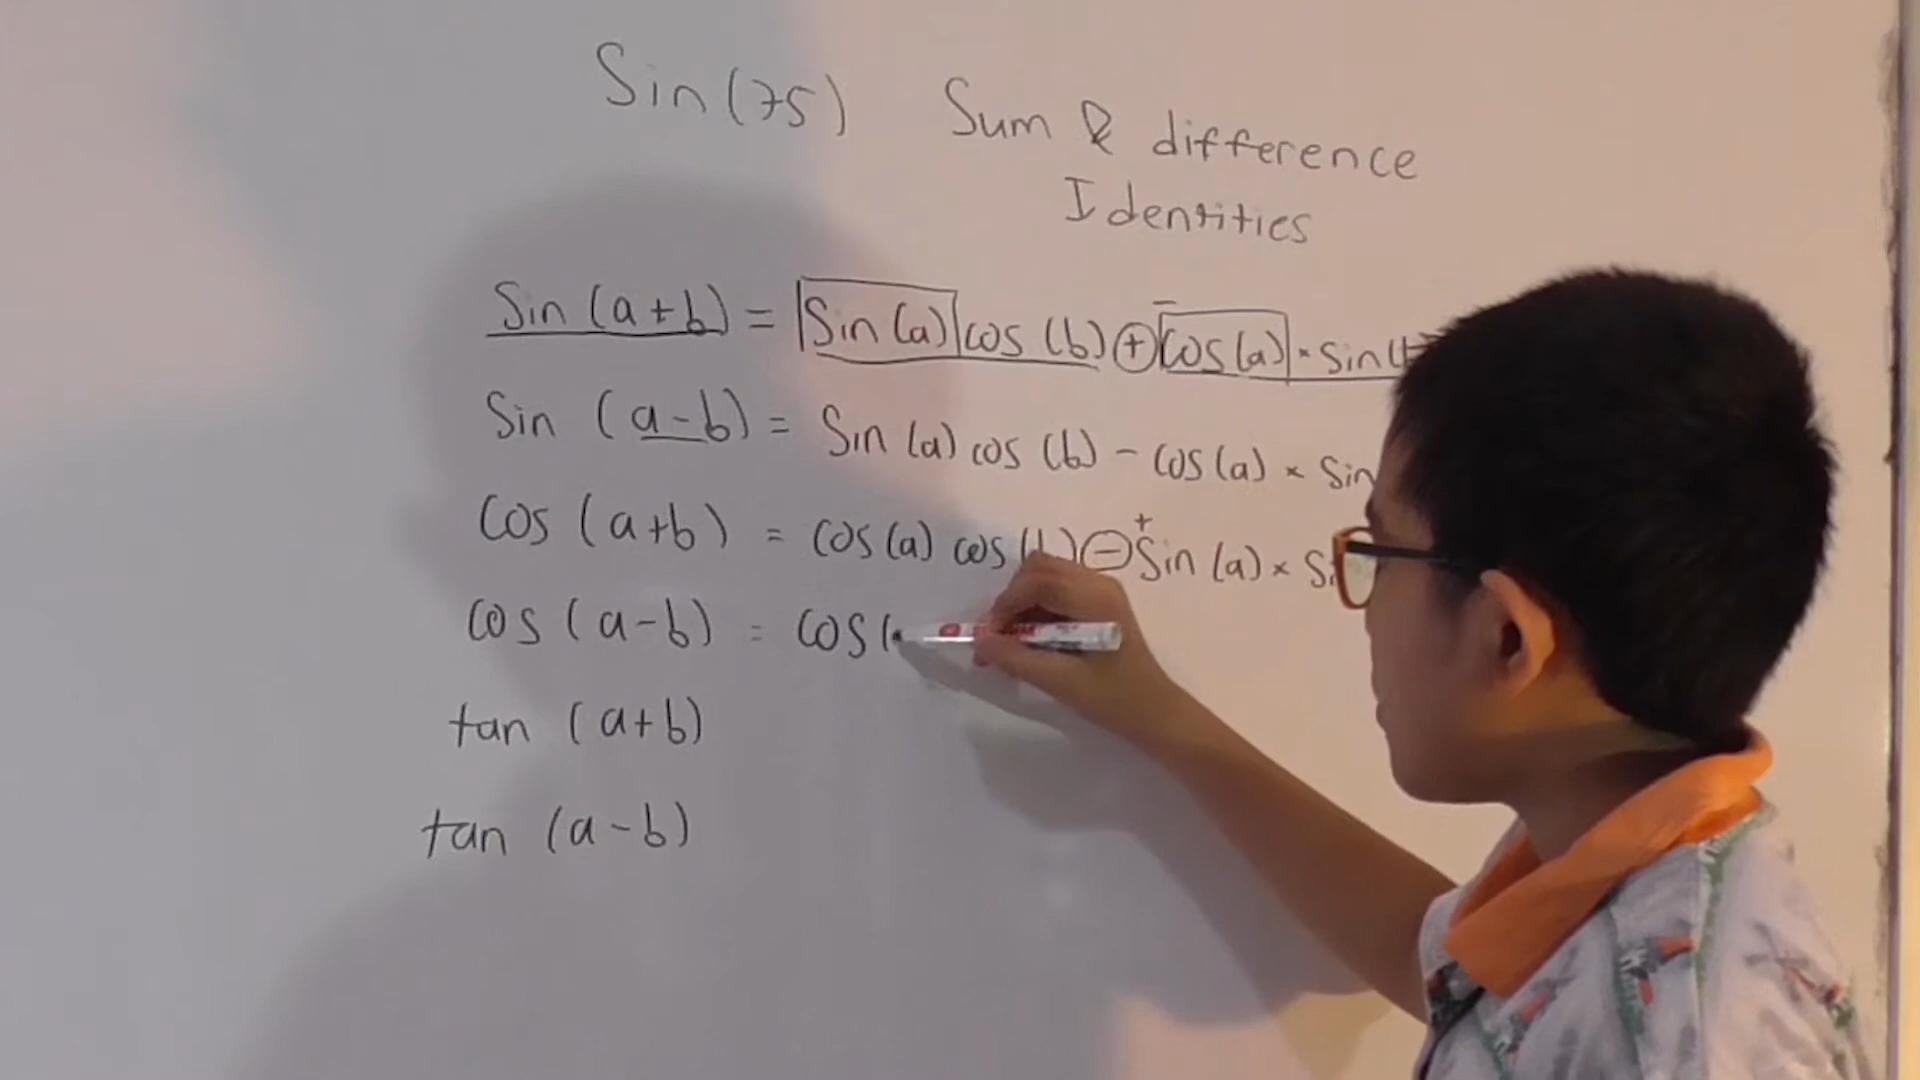 Sin (75) Sum & difference
Identities
Sin (a+b) = Sin (a) cos (b) + cos (a) • sin
Sin (a-b) = Sin (a) cos (b) - cos (a) × Sin
Cos (a+b) = cos (a) cos - + Sin (a) ×
cos (a-b) = cos (
tan (a+b)
tan (a-b)